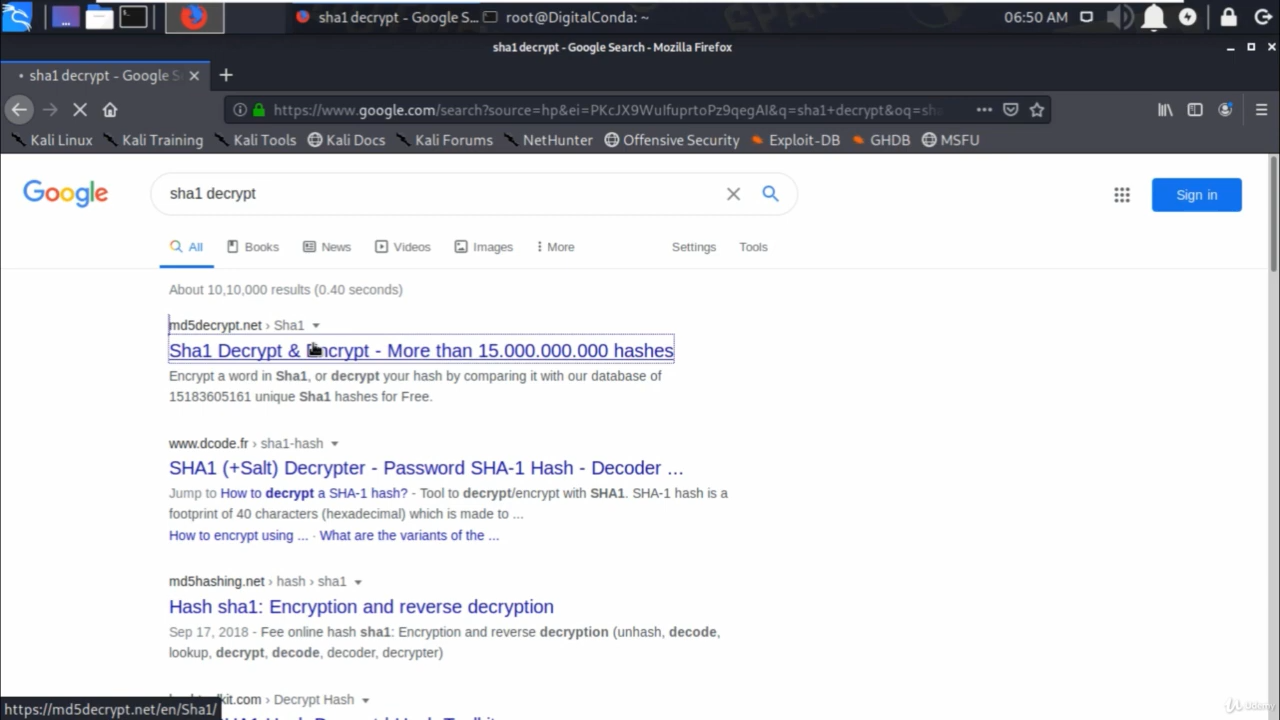 sha1 decrypt - Google S...
root@DigitalConda: ~
06:50 AM
sha1 decrypt - Google Search - Mozilla Firefox
sha1 decrypt - Google S
https://www.google.com/search?source=hp&ei=PKcJX9WuIfuprtoPz9qegAI&q=sha1+decrypt&oq=sha
Kali Linux Kali Training Kali Tools Kali Docs Kali Forums NetHunter Offensive Security Exploit-DB GHDB MSFU
Google
sha1 decrypt
Sign in
All Books News Videos Images More Settings Tools
About 10,10,000 results (0.40 seconds)
md5decrypt.net › Sha1
Sha1 Decrypt & Encrypt - More than 15.000.000.000 hashes
Encrypt a word in Sha1, or decrypt your hash by comparing it with our database of
15183605161 unique Sha1 hashes for Free.
www.dcode.fr › sha1-hash
SHA1 (+Salt) Decrypter - Password SHA-1 Hash - Decoder ...
Jump to How to decrypt a SHA-1 hash? - Tool to decrypt/encrypt with SHA1. SHA-1 hash is a
footprint of 40 characters (hexadecimal) which is made to ...
How to encrypt using ... · What are the variants of the ...
md5hashing.net › hash › sha1
Hash sha1: Encryption and reverse decryption
Sep 17, 2018 - Fee online hash sha1: Encryption and reverse decryption (unhash, decode,
lookup, decrypt, decode, decoder, decrypter)
kit.com › Decrypt Hash
https://md5decrypt.net/en/Sha1/
Udemy